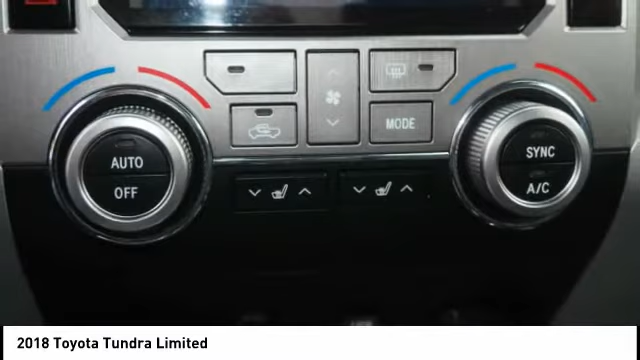 MODE
AUTO
OFF
SYNC
A/C
2018 Toyota Tundra Limited